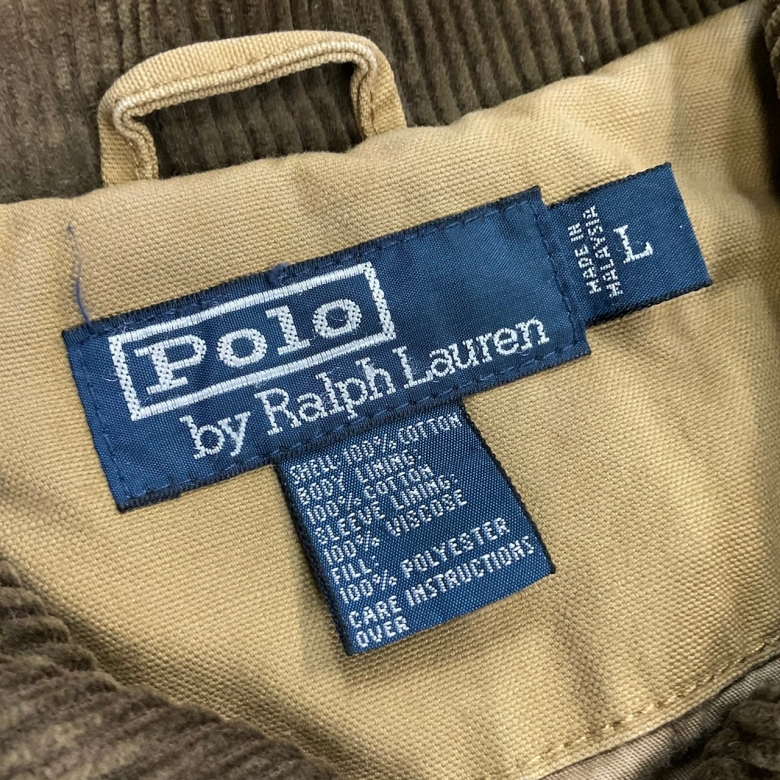 Polo
by Ralph Lauren
MADE IN
MALAYSIA
L
SHELL 100% COTTON
BODY LINING
100% COTTON
SLEEVE LINING
100% VISCOSE
FILL
100% POLYESTER
CARE INSTRUCTIONS
OVER